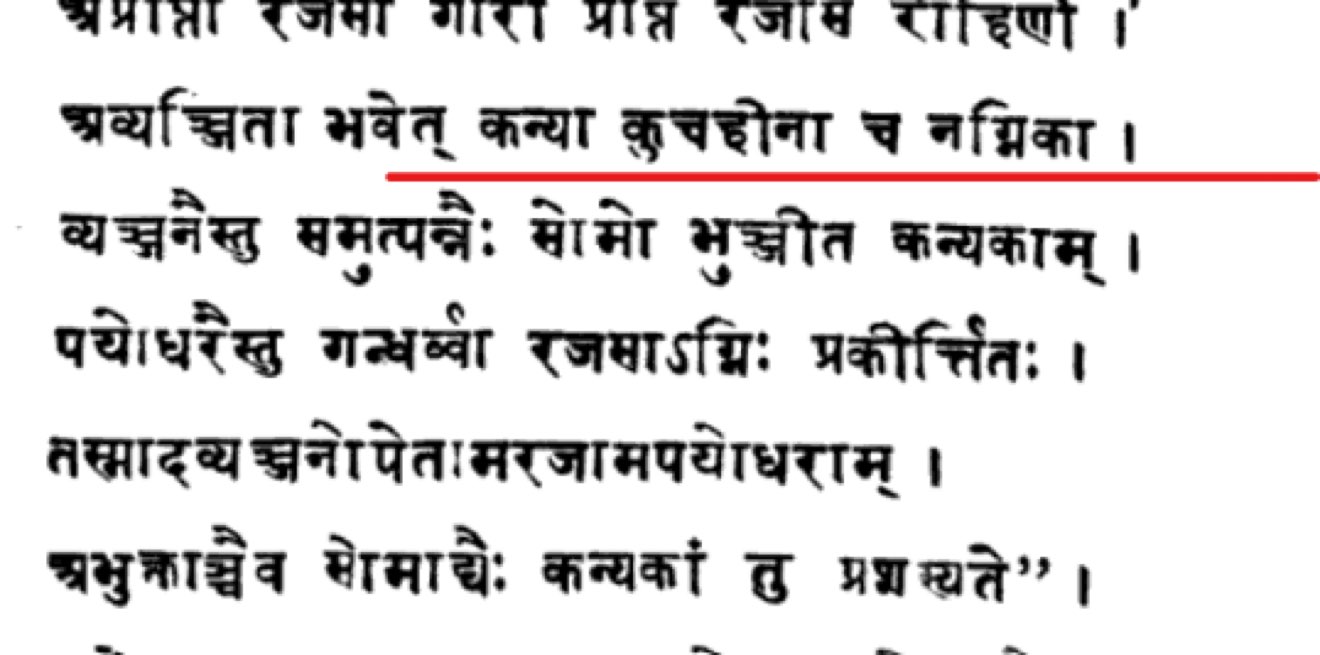 अप्राप्ता रजसो गौरी प्राप्ते रजसि रोहिणी ।
अव्यञ्जिता भवेत् कन्या कुचहीना च नग्निका ।
व्यञ्जनैस्तु समुत्पन्नैः सोमो भुञ्जीत कन्यकाम् ।
पयोधरैस्तु गन्धर्व्वा रजसाऽग्निः प्रकीर्त्तितः ।
तस्मादव्यञ्जनोपेतामरजामपयोधराम् ।
अभुक्ताञ्चैव सोमाद्यैः कन्यकां तु प्रशस्यते” ।